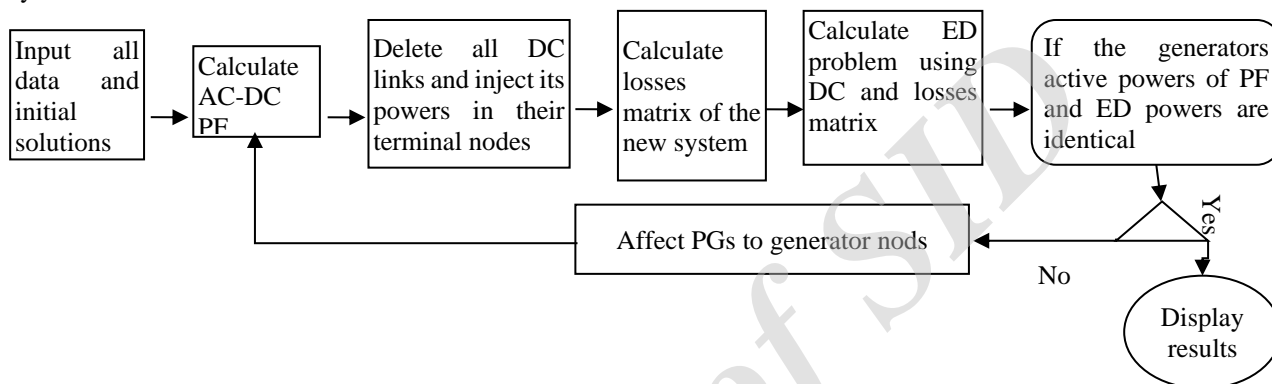 Input all
data and
initial
solutions
Calculate
AC-DC
PF
Delete all DC
links and inject its
powers in their
terminal nodes
Calculate
losses
matrix of the
new system
Calculate ED
problem using
DC and losses
matrix
If the generators
active powers of PF
and ED powers are
identical
Yes
No
Affect PGs to generator nods
Display
results
of SID